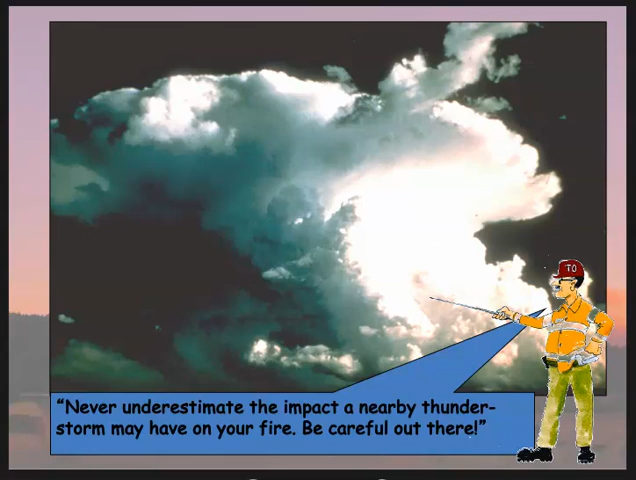 TO
“Never underestimate the impact a nearby thunder-
storm may have on your fire. Be careful out there!”